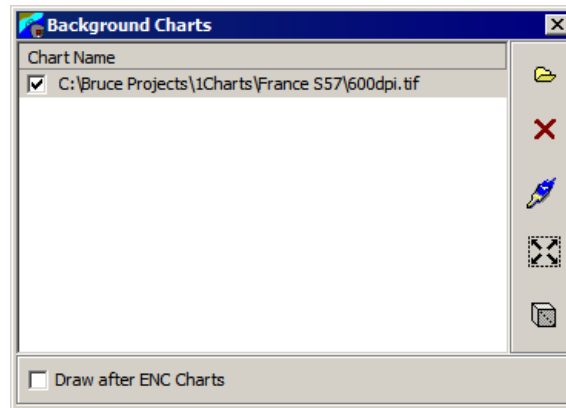 Background Charts
Chart Name
C:\Bruce Projects\1Charts\France S57\600dpi.tif
Draw after ENC Charts